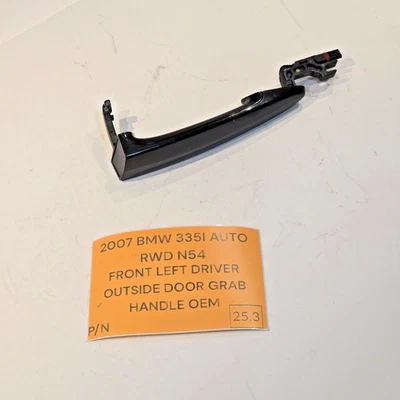 2007 BMW 335I AUTO
RWD N54
FRONT LEFT DRIVER
OUTSIDE DOOR GRAB
HANDLE OEM
P/N
25.3